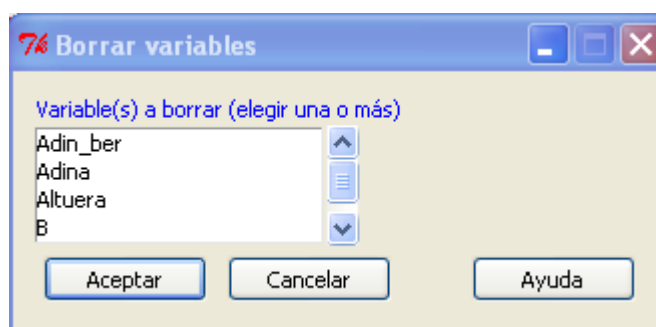 Borrar variables
Variable(s) a borrar (elegir una o más)
Adin_ber
Adina
Altuera
B
Aceptar Cancelar Ayuda